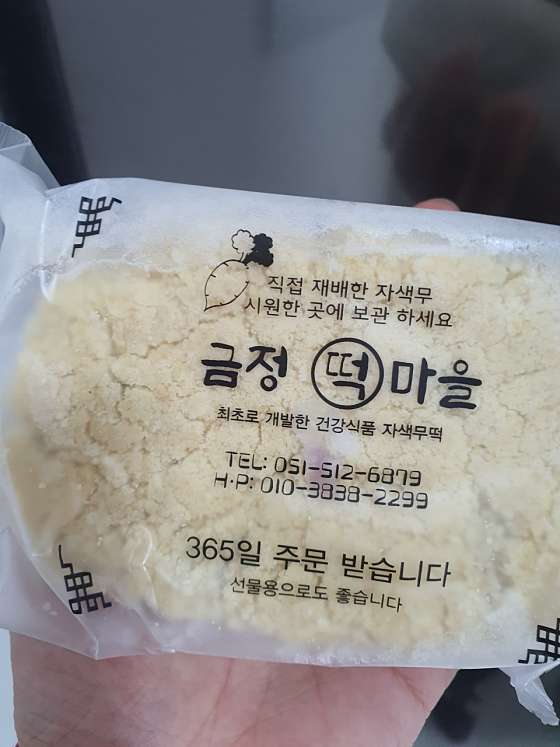 직접 재배한 자색무
시원한 곳에 보관 하세요
금정 떡마을
최초로 개발한 건강식품 자색무떡
TEL: 051-512-6879
H·P: 010-3838-2299
365일 주문 받습니다
선물용으로도 좋습니다